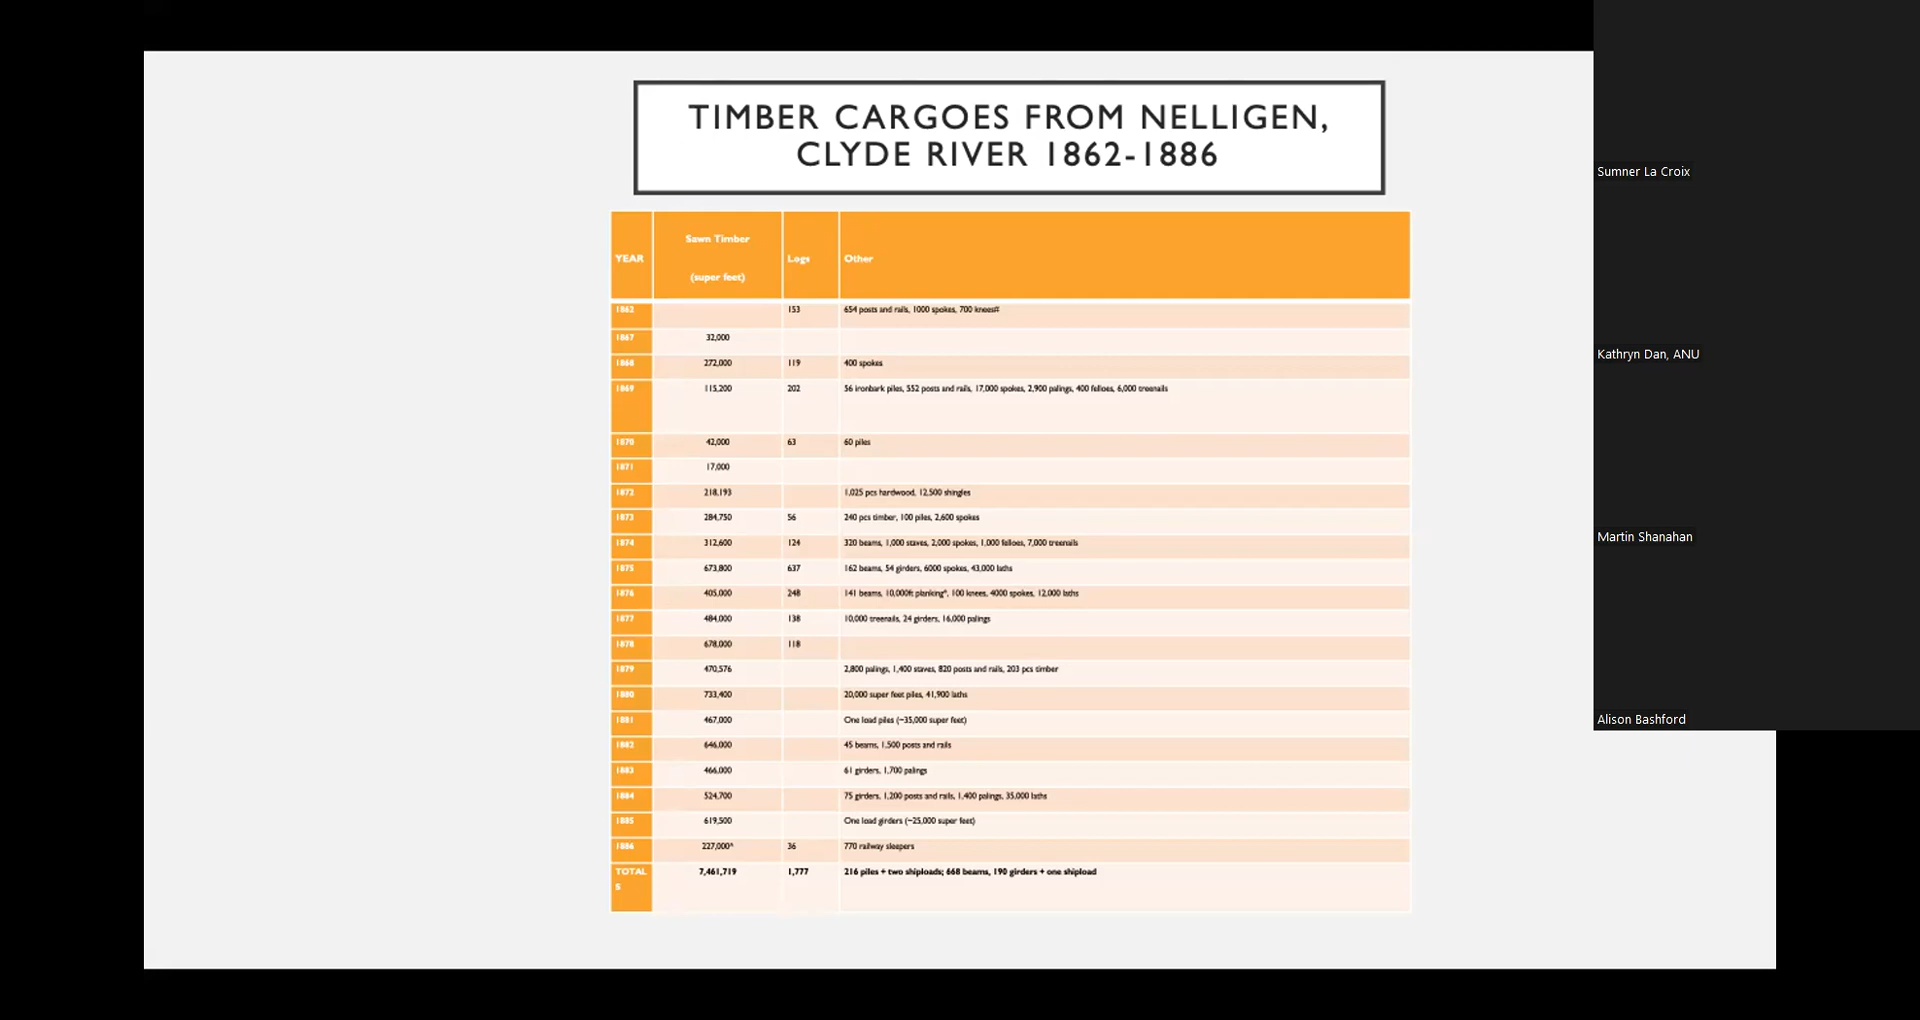 TIMBER CARGOES FROM NELLIGEN,
CLYDE RIVER 1862-1886
YEAR Sawn Timber (super feet) Logs Other
1862 153 654 posts and rails, 1000 spokes, 700 knees#
1867 32,000
1868 272,000 119 400 spokes
1869 115,200 202 56 ironbark piles, 552 posts and rails, 17,000 spokes, 2,900 palings, 400 felloes, 6,000 treenails
1870 42,000 63 60 piles
1871 17,000
1872 218,193 1,025 pcs hardwood, 12,500 shingles
1873 284,750 56 240 pcs timber, 100 piles, 2,600 spokes
1874 312,600 124 320 beams, 1,000 staves, 2,000 spokes, 1,000 felloes, 7,000 treenails
1875 673,800 637 162 beams, 54 girders, 6000 spokes, 43,000 laths
1876 405,000 248 141 beams, 10,000ft planking*, 100 knees, 4000 spokes, 12,000 laths
1877 484,000 138 10,000 treenails, 24 girders, 16,000 palings
1878 678,000 118
1879 470,576 2,800 palings, 1,400 staves, 820 posts and rails, 203 pcs timber
1880 733,400 20,000 super feet piles, 41,900 laths
1881 467,000 One load piles (~35,000 super feet)
1882 646,000 45 beams, 1,500 posts and rails
1883 466,000 61 girders, 1,700 palings
1884 524,700 75 girders, 1,200 posts and rails, 1,400 palings, 35,000 laths
1885 619,500 One load girders (~25,000 super feet)
1886 227,000^ 36 770 railway sleepers
TOTAL 7,461,719 1,777 216 piles + two shiploads; 668 beams, 190 girders + one shipload
S
Sumner La Croix
Kathryn Dan, ANU
Martin Shanahan
Alison Bashford